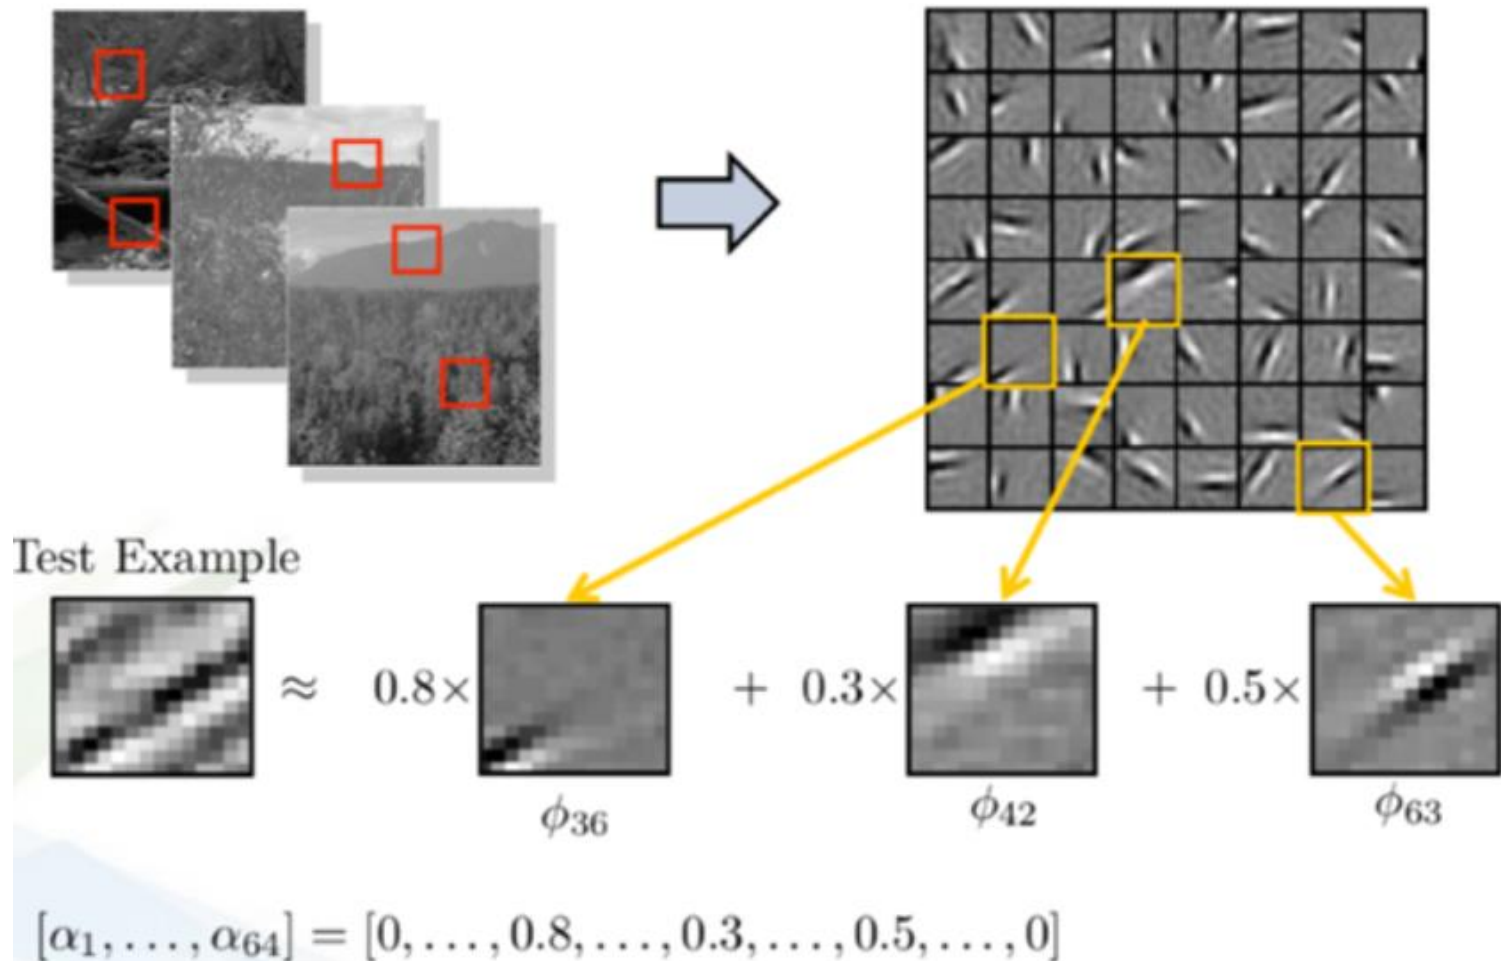 Test Example
≈ 0.8× + 0.3× + 0.5×
ϕ36 ϕ42 ϕ63
[α1, . . . , α64] = [0, . . . , 0.8, . . . , 0.3, . . . , 0.5, . . . , 0]